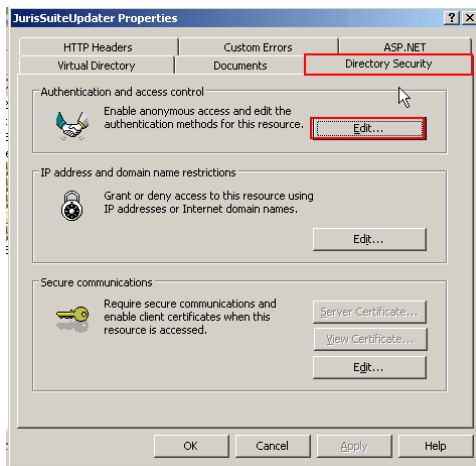 JurisSuiteUpdater Properties
? X
HTTP Headers
Custom Errors
ASP.NET
Virtual Directory
Documents
Directory Security
Authentication and access control
Enable anonymous access and edit the
authentication methods for this resource.
Edit...
IP address and domain name restrictions
Grant or deny access to this resource using
IP addresses or Internet domain names.
Edit...
Secure communications
Require secure communications and
enable client certificates when this
resource is accessed.
Server Certificate...
View Certificate...
Edit...
OK
Cancel
Apply
Help